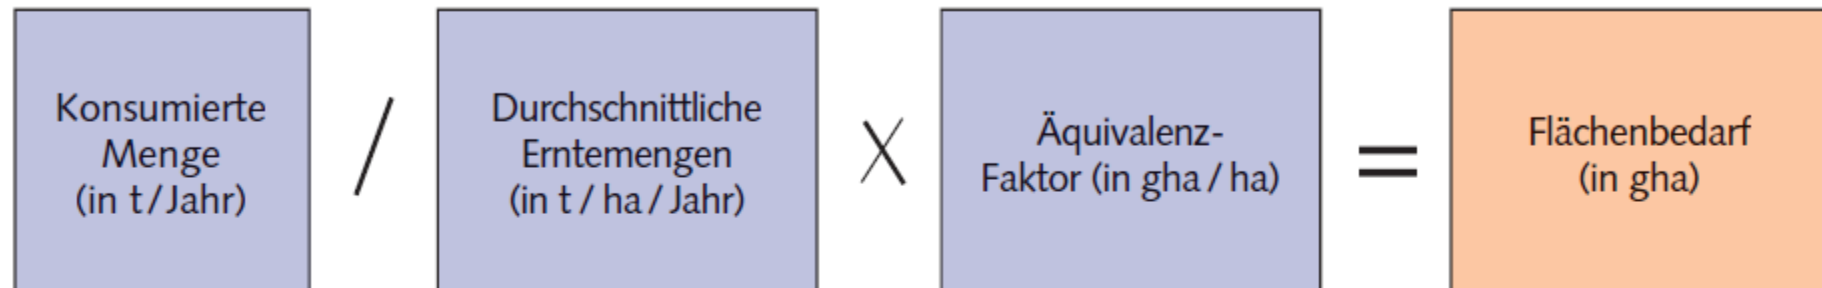 Konsumierte
Menge
(in t/Jahr)
/
Durchschnittliche
Erntemengen
(in t / ha / Jahr)
X
Äquivalenz-
Faktor (in gha / ha)
=
Flächenbedarf
(in gha)